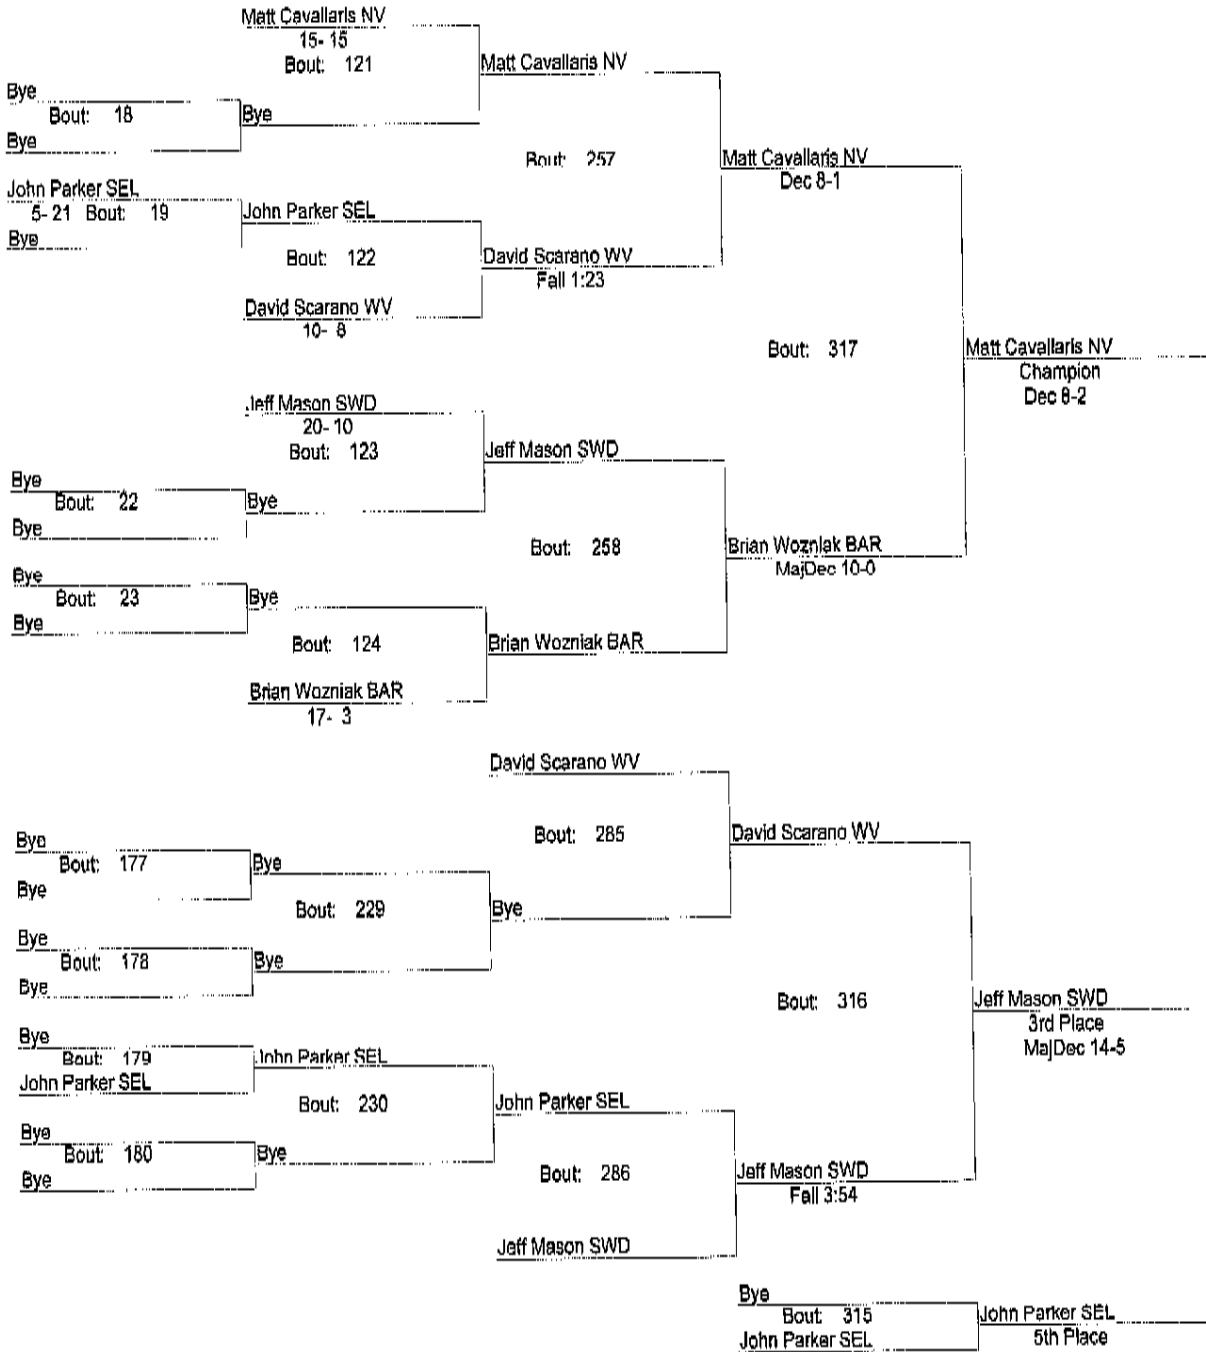 Matt Cavallaris NV
15- 15
Bout: 121
Matt Cavallaris NV
Bye
Bout: 18
Bye
Bye
Bout: 257
Matt Cavallaris NV
Dec 8-1
John Parker SEL
5- 21 Bout: 19
John Parker SEL
Bye
Bout: 122
David Scarano WV
Fall 1:23
David Scarano WV
10- 8
Bout: 317
Matt Cavallaris NV
Champion
Dec 8-2
Jeff Mason SWD
20- 10
Bout: 123
Jeff Mason SWD
Bye
Bout: 22
Bye
Bye
Bout: 258
Brian Wozniak BAR
MajDec 10-0
Bye
Bout: 23
Bye
Bye
Bout: 124
Brian Wozniak BAR
Brian Wozniak BAR
17- 3
David Scarano WV
Bout: 285
David Scarano WV
Bye
Bout: 177
Bye
Bye
Bout: 229
Bye
Bye
Bout: 178
Bye
Bye
Bout: 316
Jeff Mason SWD
3rd Place
MajDec 14-5
Bye
Bout: 179
John Parker SEL
John Parker SEL
Bout: 230
John Parker SEL
Bye
Bout: 180
Bye
Bye
Bout: 286
Jeff Mason SWD
Fall 3:54
Jeff Mason SWD
Bye
Bout: 315
John Parker SEL
John Parker SEL
5th Place